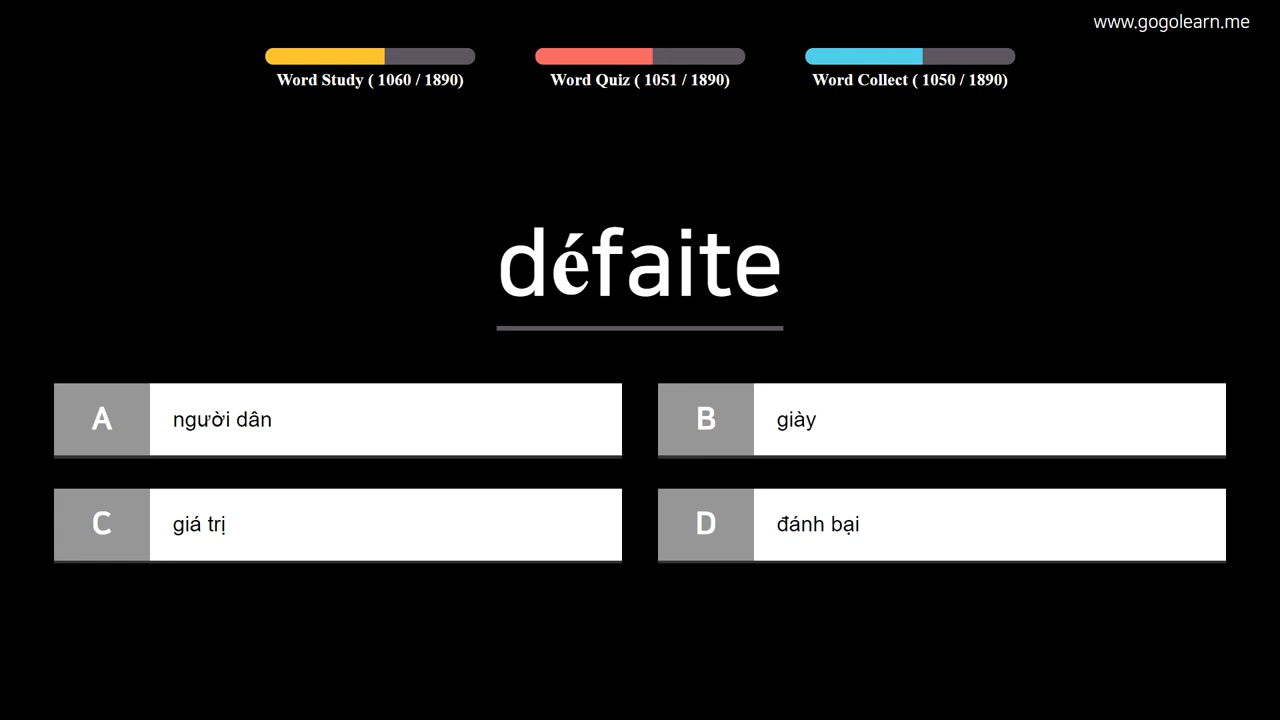 www.gogolearn.me
Word Study ( 1060 / 1890)
Word Quiz ( 1051 / 1890)
Word Collect ( 1050 / 1890)
défaite
A người dân
B giày
C giá trị
D đánh bại